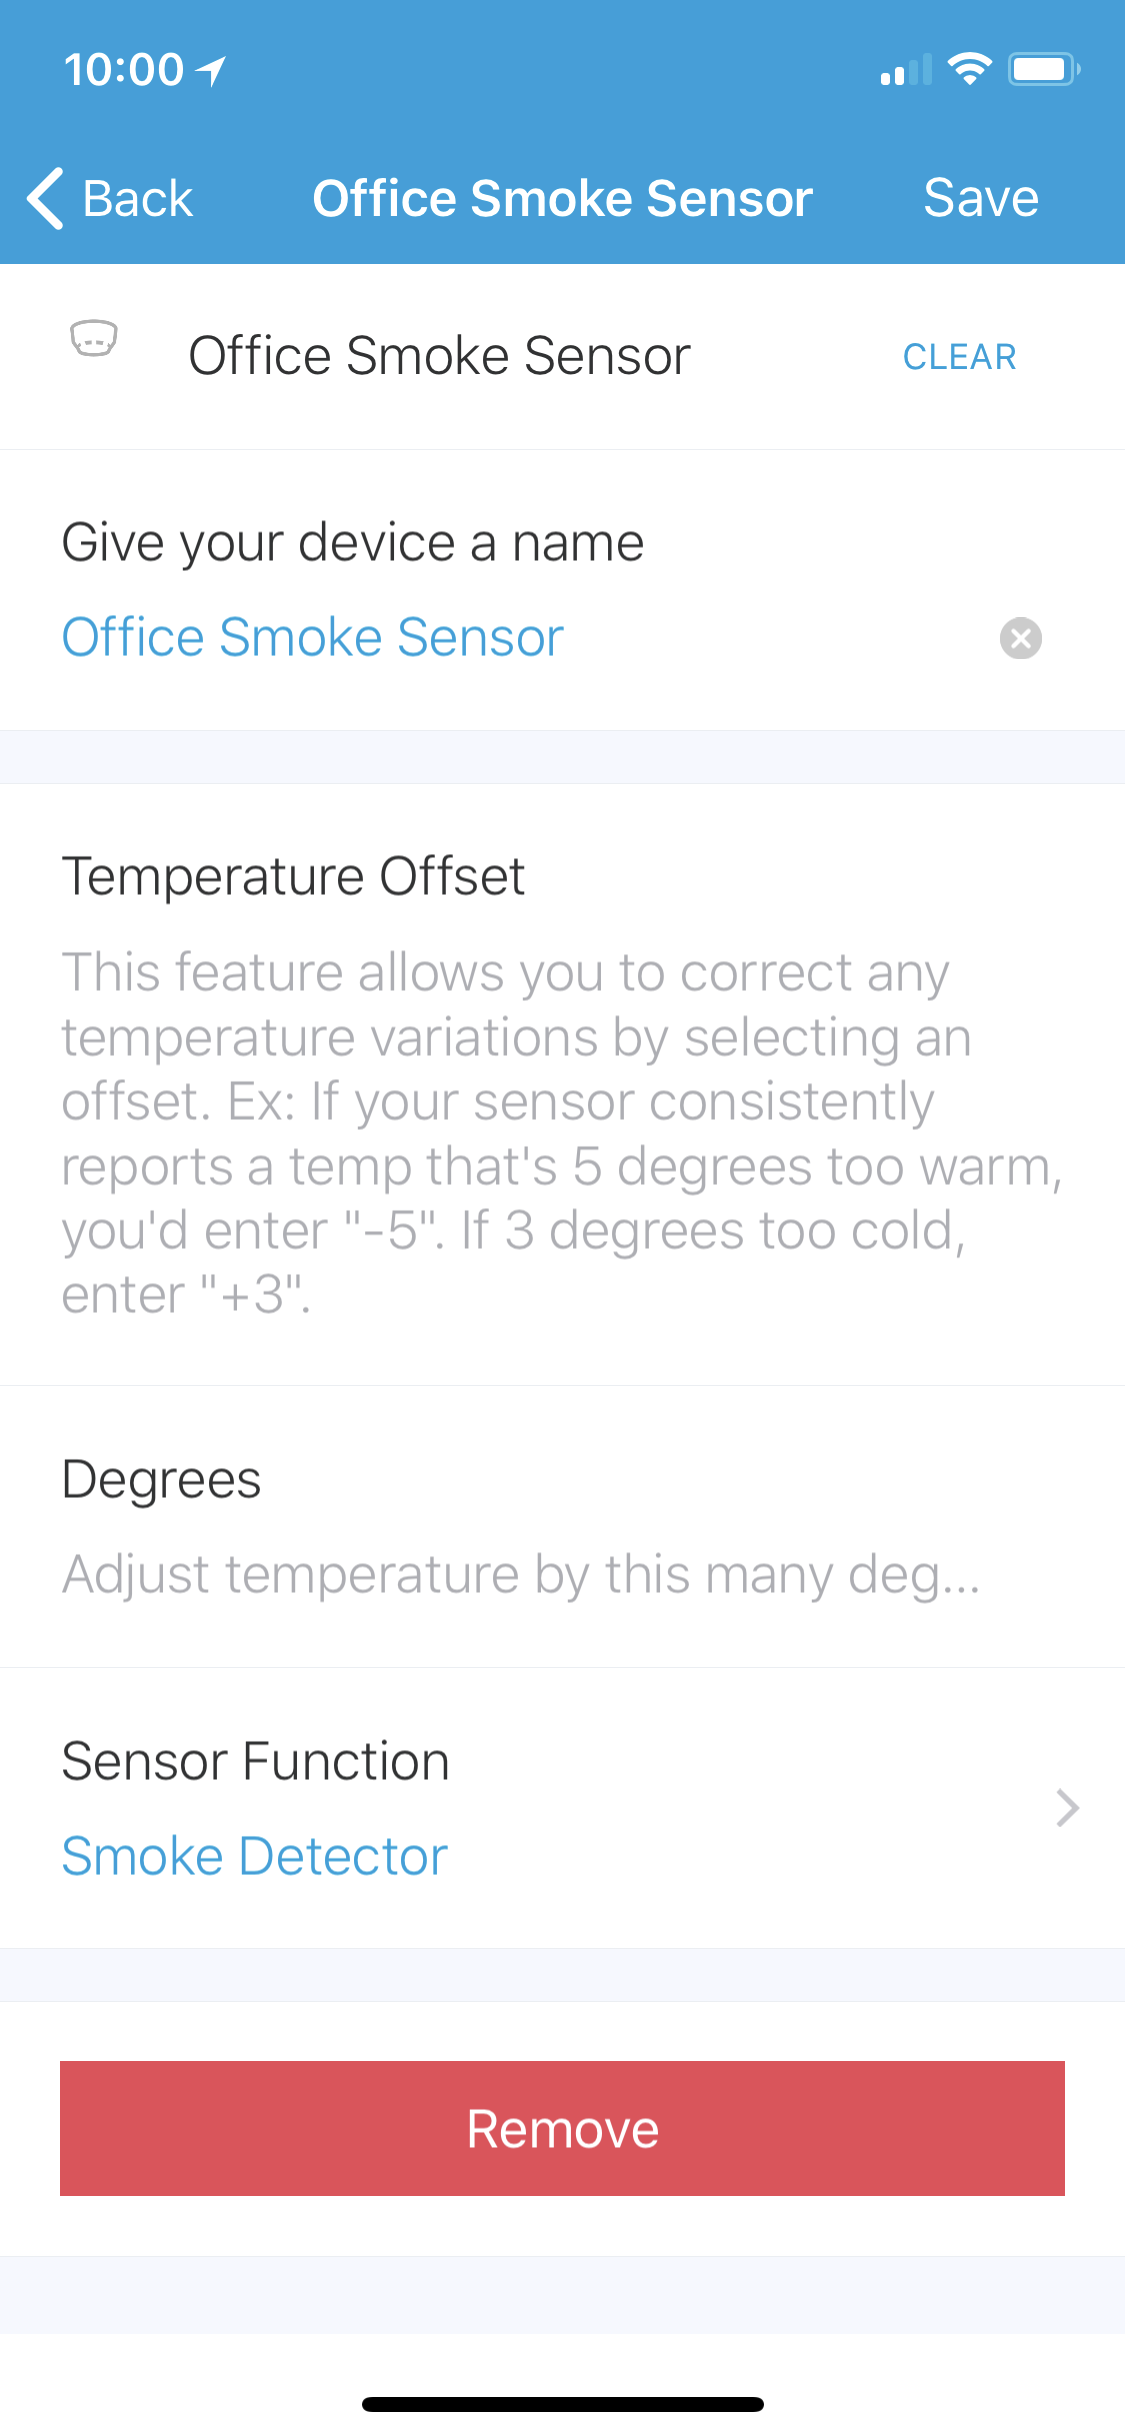 10:00
Back
Office Smoke Sensor
Save
Office Smoke Sensor
CLEAR
Give your device a name
Office Smoke Sensor
Temperature Offset
This feature allows you to correct any
temperature variations by selecting an
offset. Ex: If your sensor consistently
reports a temp that's 5 degrees too warm,
you'd enter "-5". If 3 degrees too cold,
enter "+3".
Degrees
Adjust temperature by this many deg...
Sensor Function
Smoke Detector
Remove